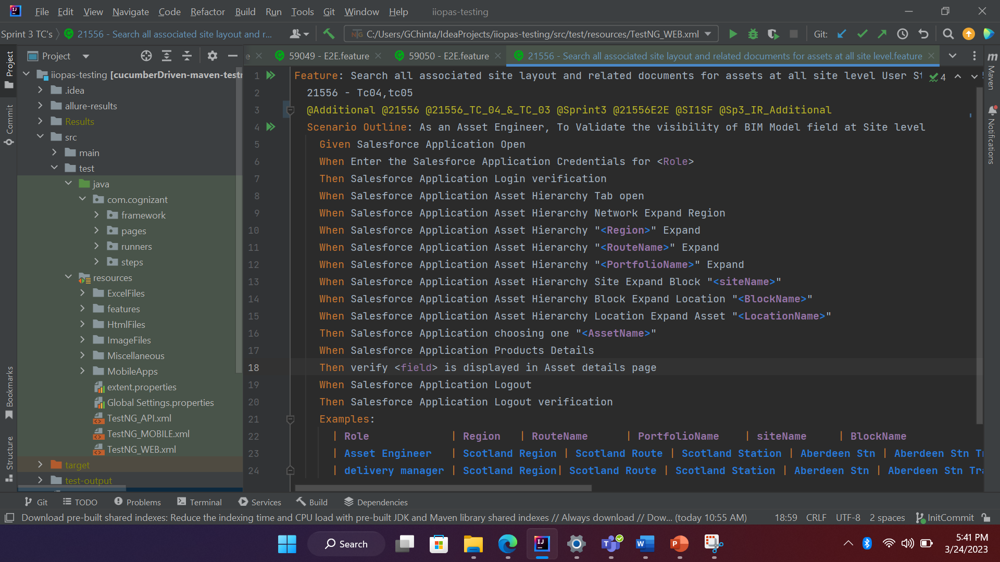 File Edit View Navigate Code Refactor Build Run Tools Git Window Help iiopas-testing
Sprint 3 TC's 21556 - Search all associated site layout and r... C:/Users/GChinta/IdeaProjects/iiopas-testing/src/test/resources/TestNG_WEB.xml Git:
Project e 59049 - E2E.feature 59050 - E2E.feature 21556 - Search all associated site layout and related documents for assets at all site level.feature
Project
Commit
Bookmarks
Structure
iiopas-testing [cucumberDriven-maven-testn
.idea
allure-results
Results
src
main
test
java
com.cognizant
framework
pages
runners
steps
resources
ExcelFiles
features
HtmlFiles
ImageFiles
Miscellaneous
MobileApps
extent.properties
Global Settings.properties
TestNG_API.xml
TestNG_MOBILE.xml
TestNG_WEB.xml
target
test-output
1 Feature: Search all associated site layout and related documents for assets at all site level User St 4
2 21556 - Tc04,tc05
3 @Additional @21556 @21556_TC_04_&_TC_03 @Sprint3 @21556E2E @SI1SF @Sp3_IR_Additional
4 Scenario Outline: As an Asset Engineer, To Validate the visibility of BIM Model field at Site level
5 Given Salesforce Application Open
6 When Enter the Salesforce Application Credentials for <Role>
7 Then Salesforce Application Login verification
8 When Salesforce Application Asset Hierarchy Tab open
9 When Salesforce Application Asset Hierarchy Network Expand Region
10 When Salesforce Application Asset Hierarchy "<Region>" Expand
11 When Salesforce Application Asset Hierarchy "<RouteName>" Expand
12 When Salesforce Application Asset Hierarchy "<PortfolioName>" Expand
13 When Salesforce Application Asset Hierarchy Site Expand Block "<siteName>"
14 When Salesforce Application Asset Hierarchy Block Expand Location "<BlockName>"
15 When Salesforce Application Asset Hierarchy Location Expand Asset "<LocationName>"
16 Then Salesforce Application choosing one "<AssetName>"
17 When Salesforce Application Products Details
18 Then verify <field> is displayed in Asset details page
19 When Salesforce Application Logout
20 Then Salesforce Application Logout verification
21 Examples:
22 | Role | Region | RouteName | PortfolioName | siteName | BlockName
23 | Asset Engineer | Scotland Region | Scotland Route | Scotland Station | Aberdeen Stn | Aberdeen Stn Tr
24 | delivery manager | Scotland Region| Scotland Route | Scotland Station | Aberdeen Stn | Aberdeen Stn Tra
m
Maven
Notifications
Git TODO Problems Terminal Services Build Dependencies
Download pre-built shared indexes: Reduce the indexing time and CPU load with pre-built JDK and Maven library shared indexes // Always download // Dow... (today 10:55 AM) 18:59 CRLF UTF-8 2 spaces InitCommit
Search
5:41 PM
3/24/2023